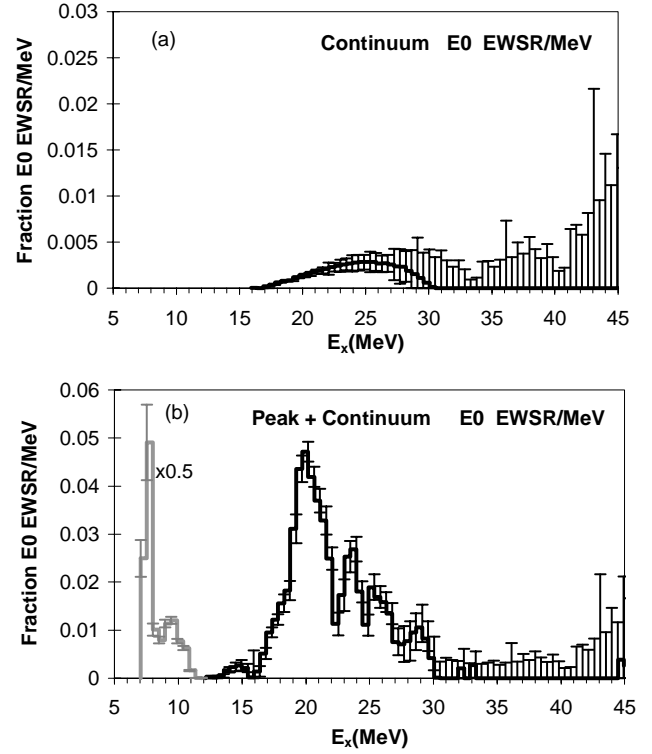 (a)
Continuum E0 EWSR/MeV
Fraction E0 EWSR/MeV
0.03
0.025
0.02
0.015
0.01
0.005
0
5 10 15 20 25 30 35 40 45
Ex(MeV)
(b)
Peak + Continuum E0 EWSR/MeV
x0.5
Fraction E0 EWSR/MeV
0.06
0.05
0.04
0.03
0.02
0.01
0
5 10 15 20 25 30 35 40 45
Ex(MeV)